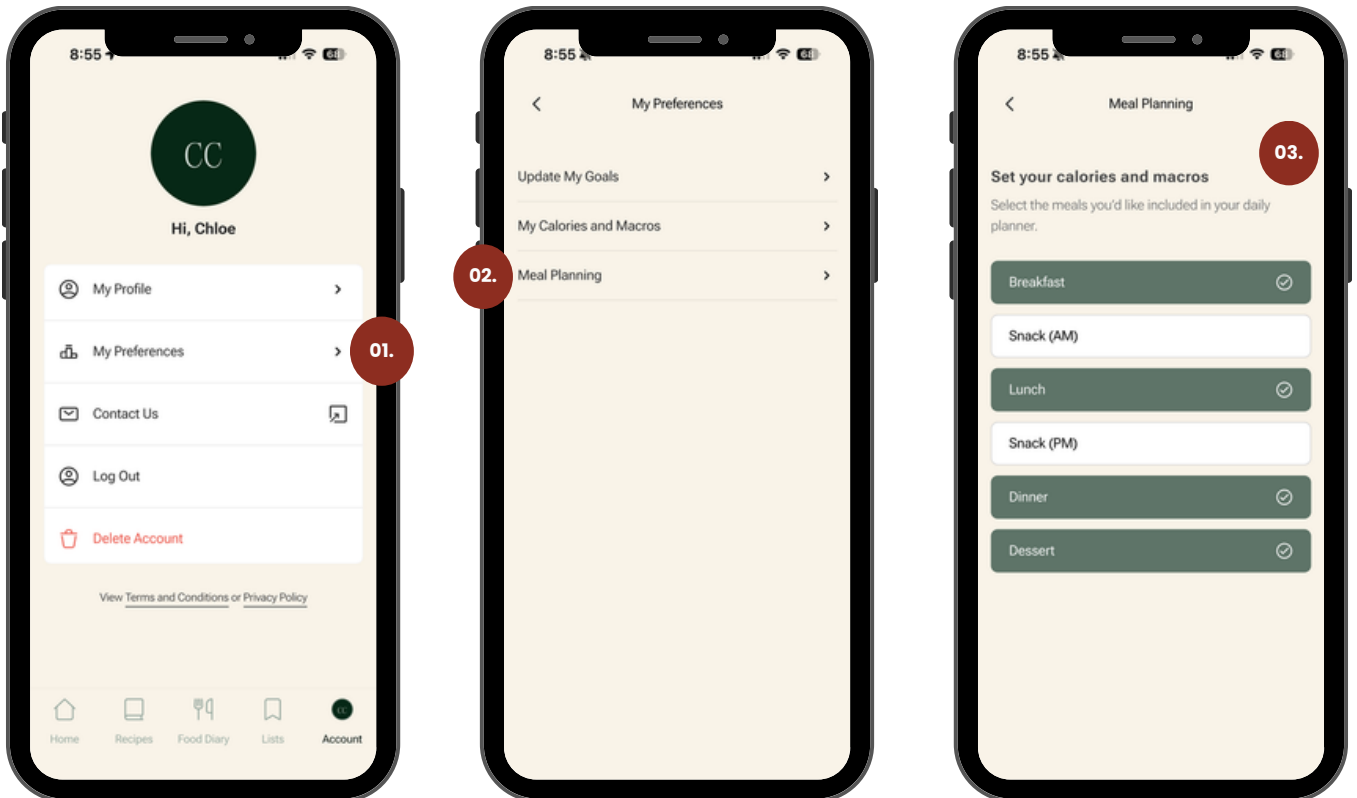 8:55
68
CC
Hi, Chloe
My Profile
My Preferences
01.
Contact Us
Log Out
Delete Account
View Terms and Conditions or Privacy Policy
Home
Recipes
Food Diary
Lists
CC
Account
8:55
68
My Preferences
Update My Goals
My Calories and Macros
02.
Meal Planning
8:55
68
Meal Planning
03.
Set your calories and macros
Select the meals you'd like included in your daily
planner.
Breakfast
Snack (AM)
Lunch
Snack (PM)
Dinner
Dessert